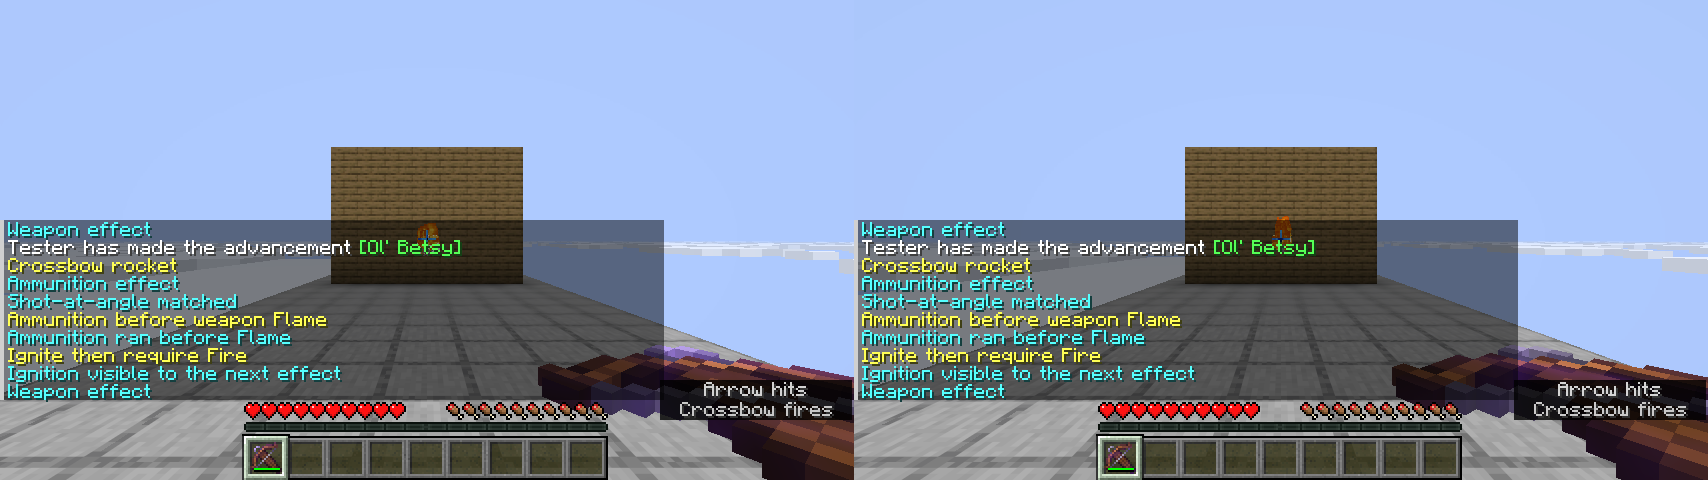 Weapon effect
Tester has made the advancement [Ol' Betsy]
Crossbow rocket
Ammunition effect
Shot-at-angle matched
Ammunition before weapon Flame
Ammunition ran before Flame
Ignite then require Fire
Ignition visible to the next effect
Weapon effect
Arrow hits
Crossbow fires
Weapon effect
Tester has made the advancement [Ol' Betsy]
Crossbow rocket
Ammunition effect
Shot-at-angle matched
Ammunition before weapon Flame
Ammunition ran before Flame
Ignite then require Fire
Ignition visible to the next effect
Weapon effect
Arrow hits
Crossbow fires